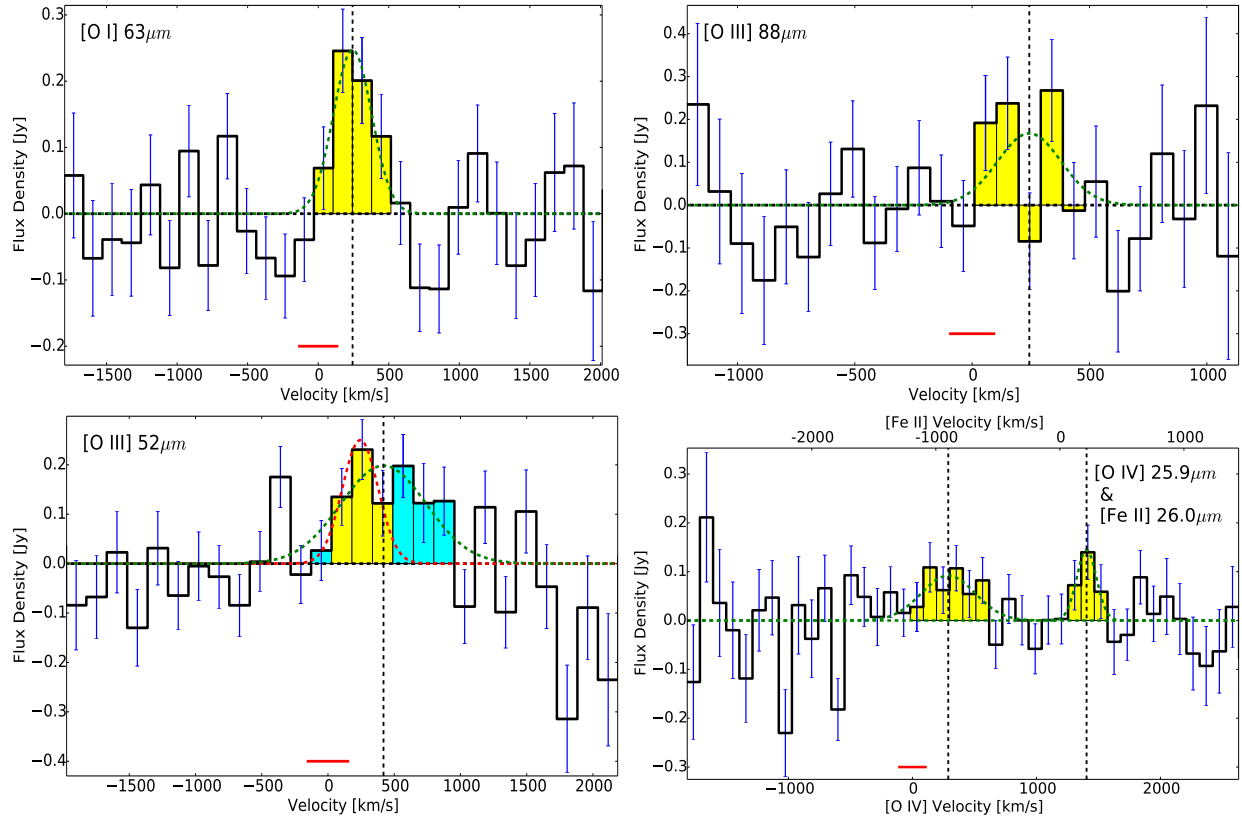 [O I] 63μm
0.3
0.2
0.1
0.0
−0.1
−0.2
Flux Density [Jy]
−1500 −1000 −500 0 500 1000 1500 2000
Velocity [km/s]
[O III] 88μm
0.4
0.3
0.2
0.1
0.0
−0.1
−0.2
−0.3
Flux Density [Jy]
−1000 −500 0 500 1000
Velocity [km/s]
[O III] 52μm
0.3
0.2
0.1
0.0
−0.1
−0.2
−0.3
−0.4
Flux Density [Jy]
−1500 −1000 −500 0 500 1000 1500 2000
Velocity [km/s]
[Fe II] Velocity [km/s]
-2000 -1000 0 1000
[O IV] 25.9μm
&
[Fe II] 26.0μm
0.3
0.2
0.1
0.0
−0.1
−0.2
−0.3
Flux Density [Jy]
-1000 0 1000 2000
[O IV] Velocity [km/s]